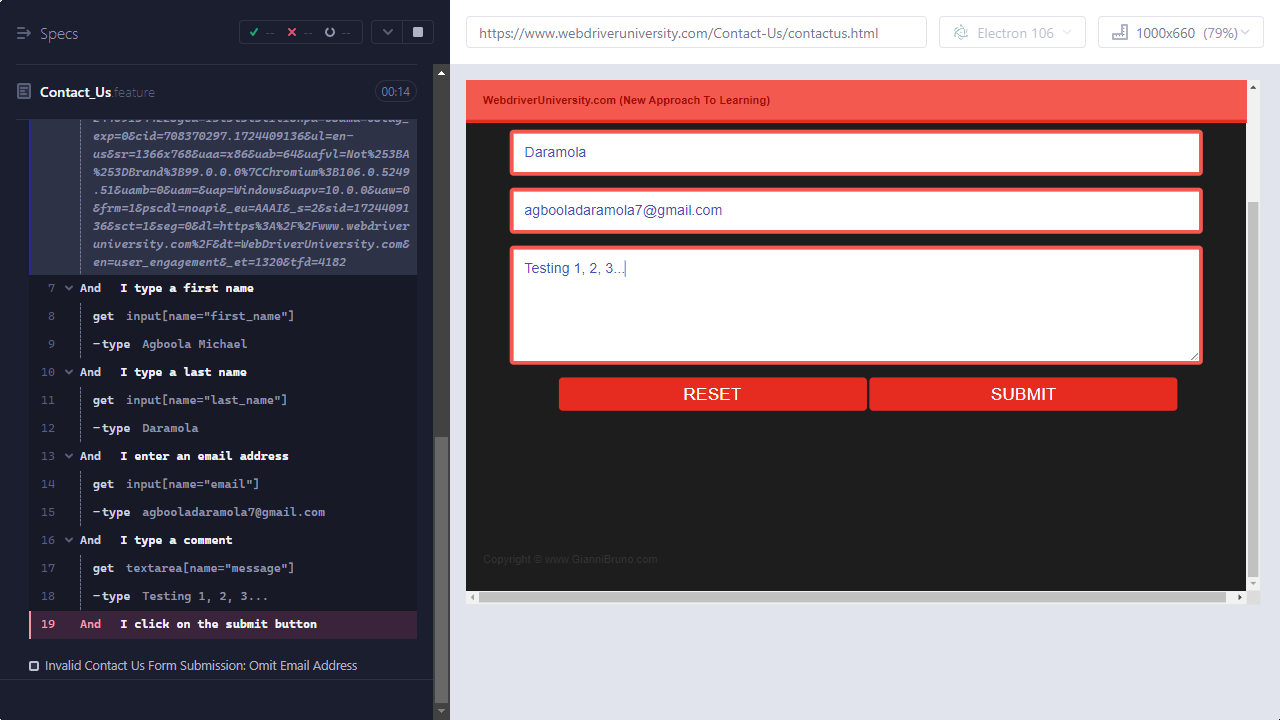 Specs
-- -- --
https://www.webdriveruniversity.com/Contact-Us/contactus.html
Electron 106
1000x660 (79%)
Contact_Us.feature
00:14
exp=0&cid=708370297.1724409136&ul=en-
us&sr=1366x768&uaa=x86&uab=64&uafvl=Not%253BA
%253DBrand%3B99.0.0.0%7CChromium%3B106.0.5249
.51&uamb=0&uam=&uap=Windows&uapv=10.0.0&uaw=0
&frm=1&pscdl=noapi&_eu=AAAI&_s=2&sid=17244091
36&sct=1&seg=0&dl=https%3A%2F%2Fwww.webdriver
university.com%2F&dt=WebDriverUniversity.com&
en=user_engagement&_et=1320&tfd=4182
7 And I type a first name
8 get input[name="first_name"]
9 -type Agboola Michael
10 And I type a last name
11 get input[name="last_name"]
12 -type Daramola
13 And I enter an email address
14 get input[name="email"]
15 -type agbooladaramola7@gmail.com
16 And I type a comment
17 get textarea[name="message"]
18 -type Testing 1, 2, 3...
19 And I click on the submit button
Invalid Contact Us Form Submission: Omit Email Address
WebdriverUniversity.com (New Approach To Learning)
Daramola
agbooladaramola7@gmail.com
Testing 1, 2, 3...
RESET SUBMIT
Copyright © www.GianniBruno.com